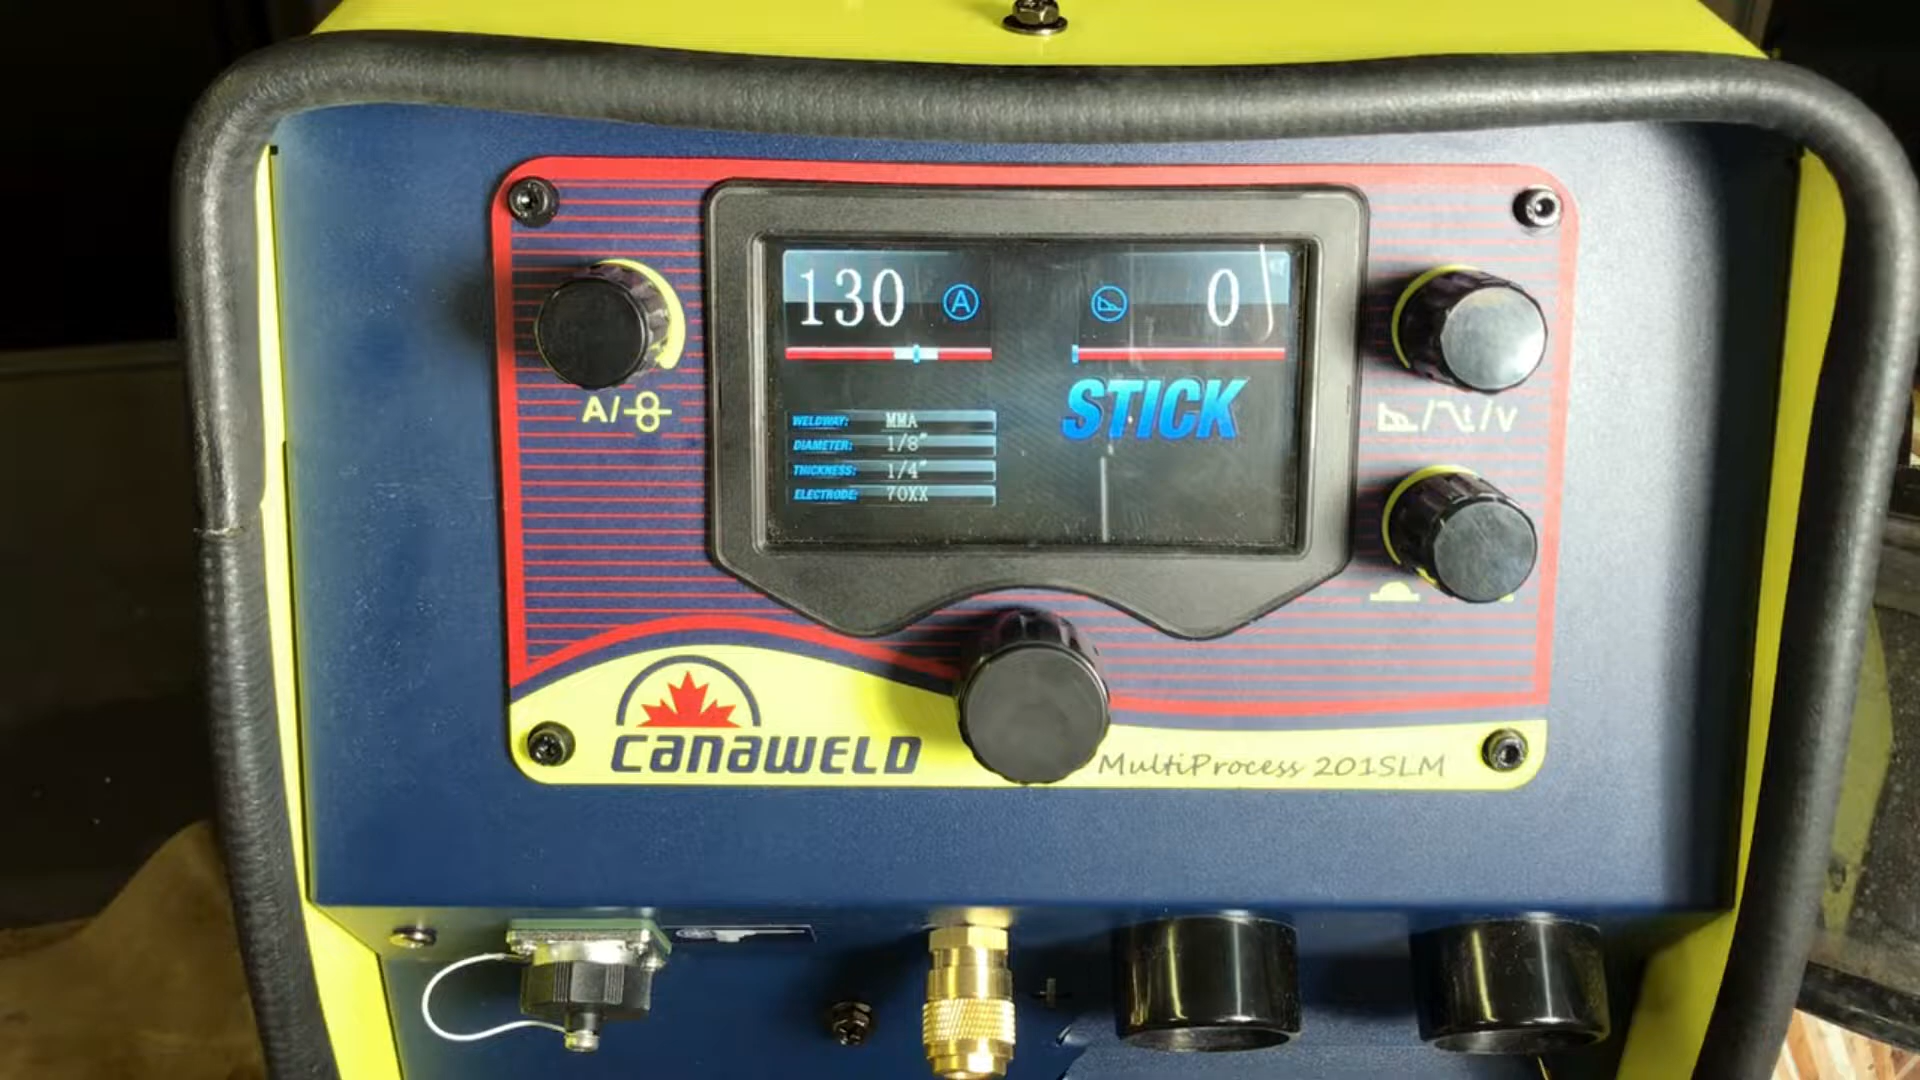 130 A 0
STICK
WELDWAY: MMA
DIAMETER: 1/8"
THICKNESS: 1/4"
ELECTRODE: 70XX
A/
/V
CANAWELD
MultiProcess 201SLM